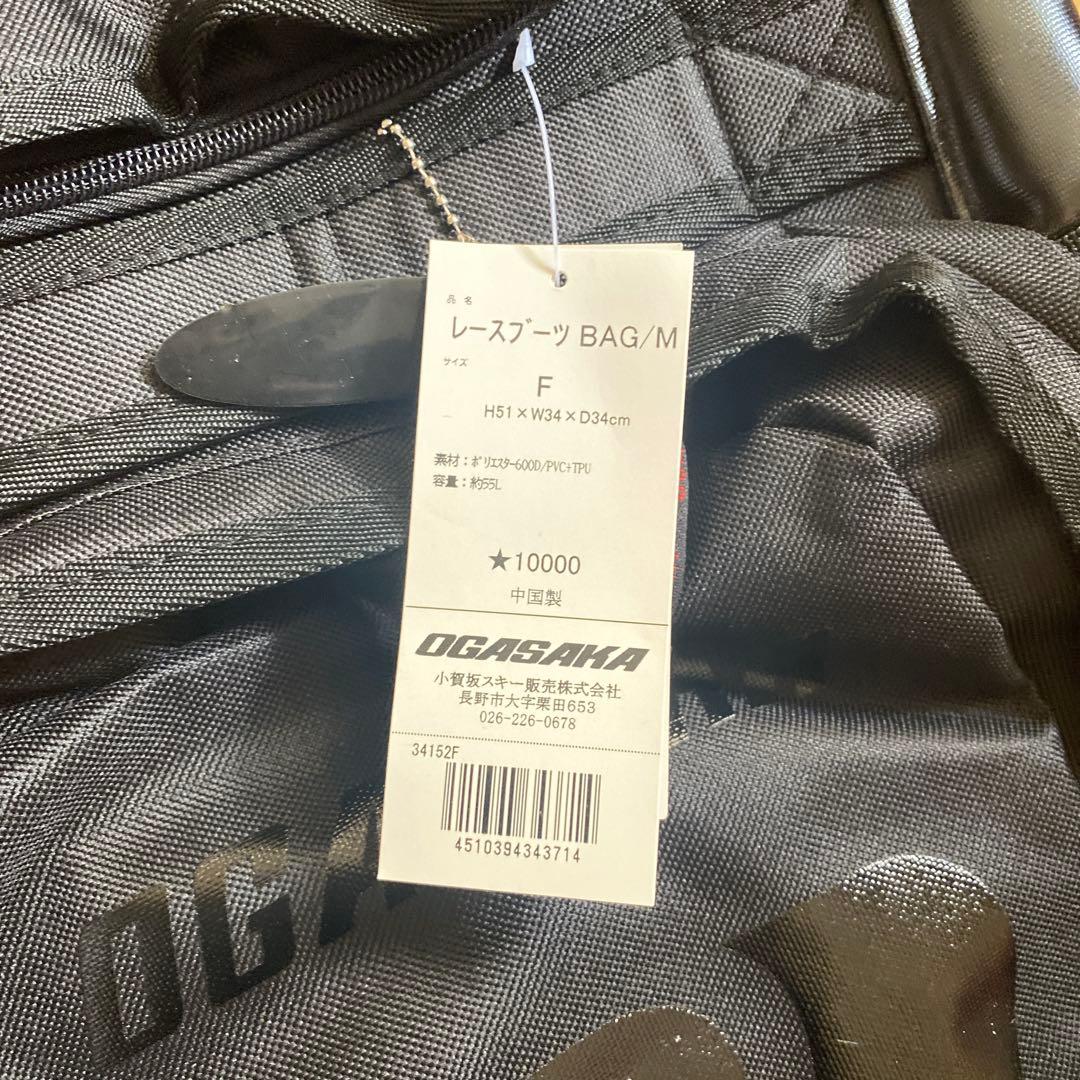 品 名
レースブーツ BAG/M
サイズ
F
H51×W34×D34cm
素材：ポリエスター600D/PVC+TPU
容量：約55L
★10000
中国製
OGASAKA
小賀坂スキー販売株式会社
長野市大字栗田653
026-226-0678
34152F
4510394343714